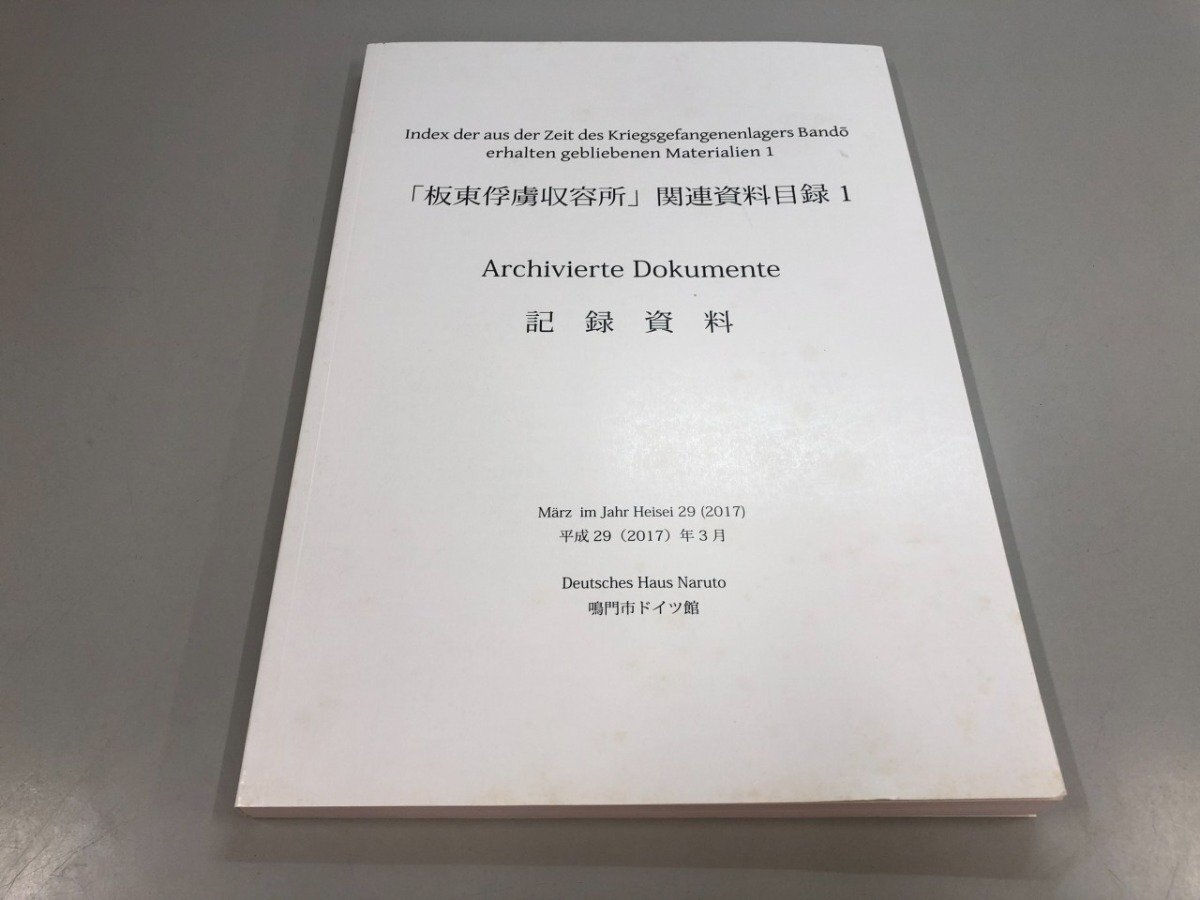 Index der aus der Zeit des Kriegsgefangenenlagers Bandō
erhalten gebliebenen Materialien 1
「板東俘虜収容所」関連資料目録 1
Archivierte Dokumente
記録資料
März im Jahr Heisei 29 (2017)
平成 29（2017）年 3 月
Deutsches Haus Naruto
鳴門市ドイツ館